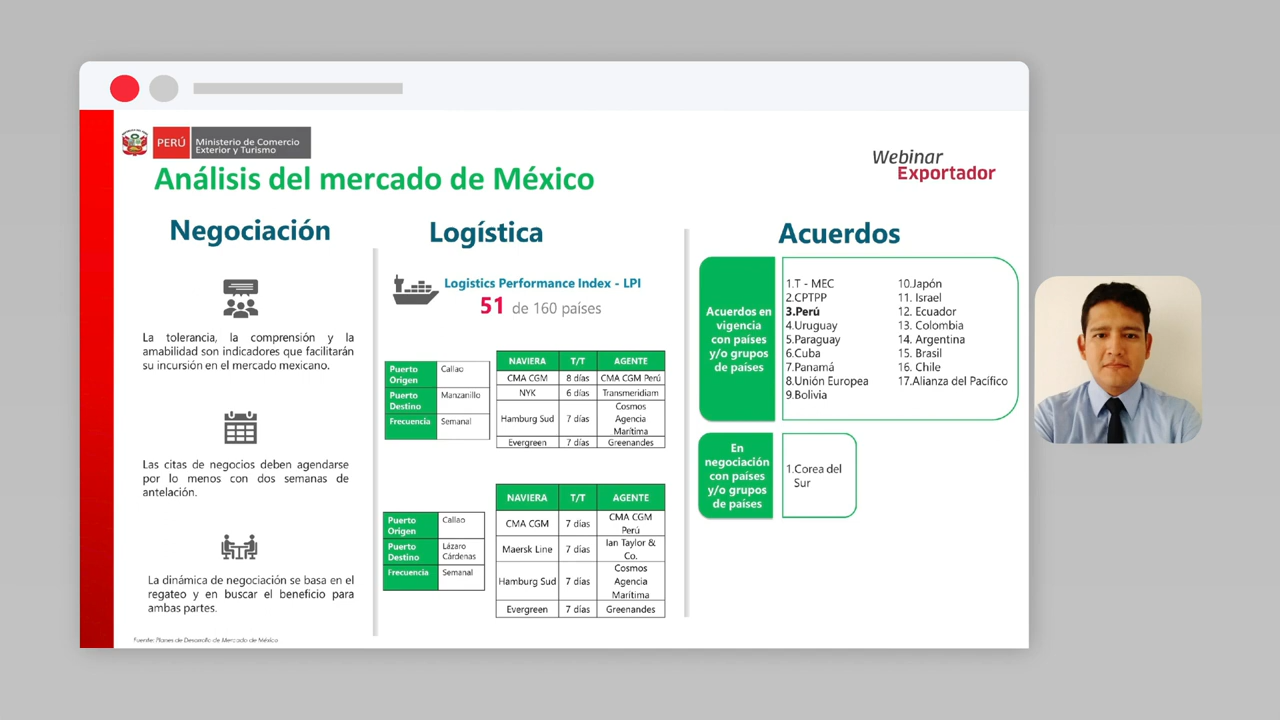 PERÚ
Ministerio de Comercio
Exterior y Turismo
Análisis del mercado de México
Webinar
Exportador
Negociación
La tolerancia, la comprensión y la
amabilidad son indicadores que facilitarán
su incursión en el mercado mexicano.
Las citas de negocios deben agendarse
por lo menos con dos semanas de
antelación.
La dinámica de negociación se basa en el
regateo y en buscar el beneficio para
ambas partes.
Fuente: Planes de Desarrollo de Mercado de México
Logística
Logistics Performance Index - LPI
51 de 160 países
Puerto
Origen
Callao
Puerto
Destino
Manzanillo
Frecuencia
Semanal
NAVIERA T/T AGENTE
CMA CGM 8 días CMA CGM Perú
NYK 6 días Transmeridiam
Hamburg Sud 7 días Cosmos
Agencia
Marítima
Evergreen 7 días Greenandes
Puerto
Origen
Callao
Puerto
Destino
Lázaro
Cárdenas
Frecuencia
Semanal
NAVIERA T/T AGENTE
CMA CGM 7 días CMA CGM
Perú
Maersk Line 7 días Ian Taylor &
Co.
Hamburg Sud 7 días Cosmos
Agencia
Marítima
Evergreen 7 días Greenandes
Acuerdos
Acuerdos en
vigencia
con países
y/o grupos
de países
1.T - MEC
2.CPTPP
3.Perú
4.Uruguay
5.Paraguay
6.Cuba
7.Panamá
8.Unión Europea
9.Bolivia
10.Japón
11. Israel
12. Ecuador
13. Colombia
14. Argentina
15. Brasil
16. Chile
17.Alianza del Pacífico
En
negociación
con países
y/o grupos
de países
1.Corea del
Sur